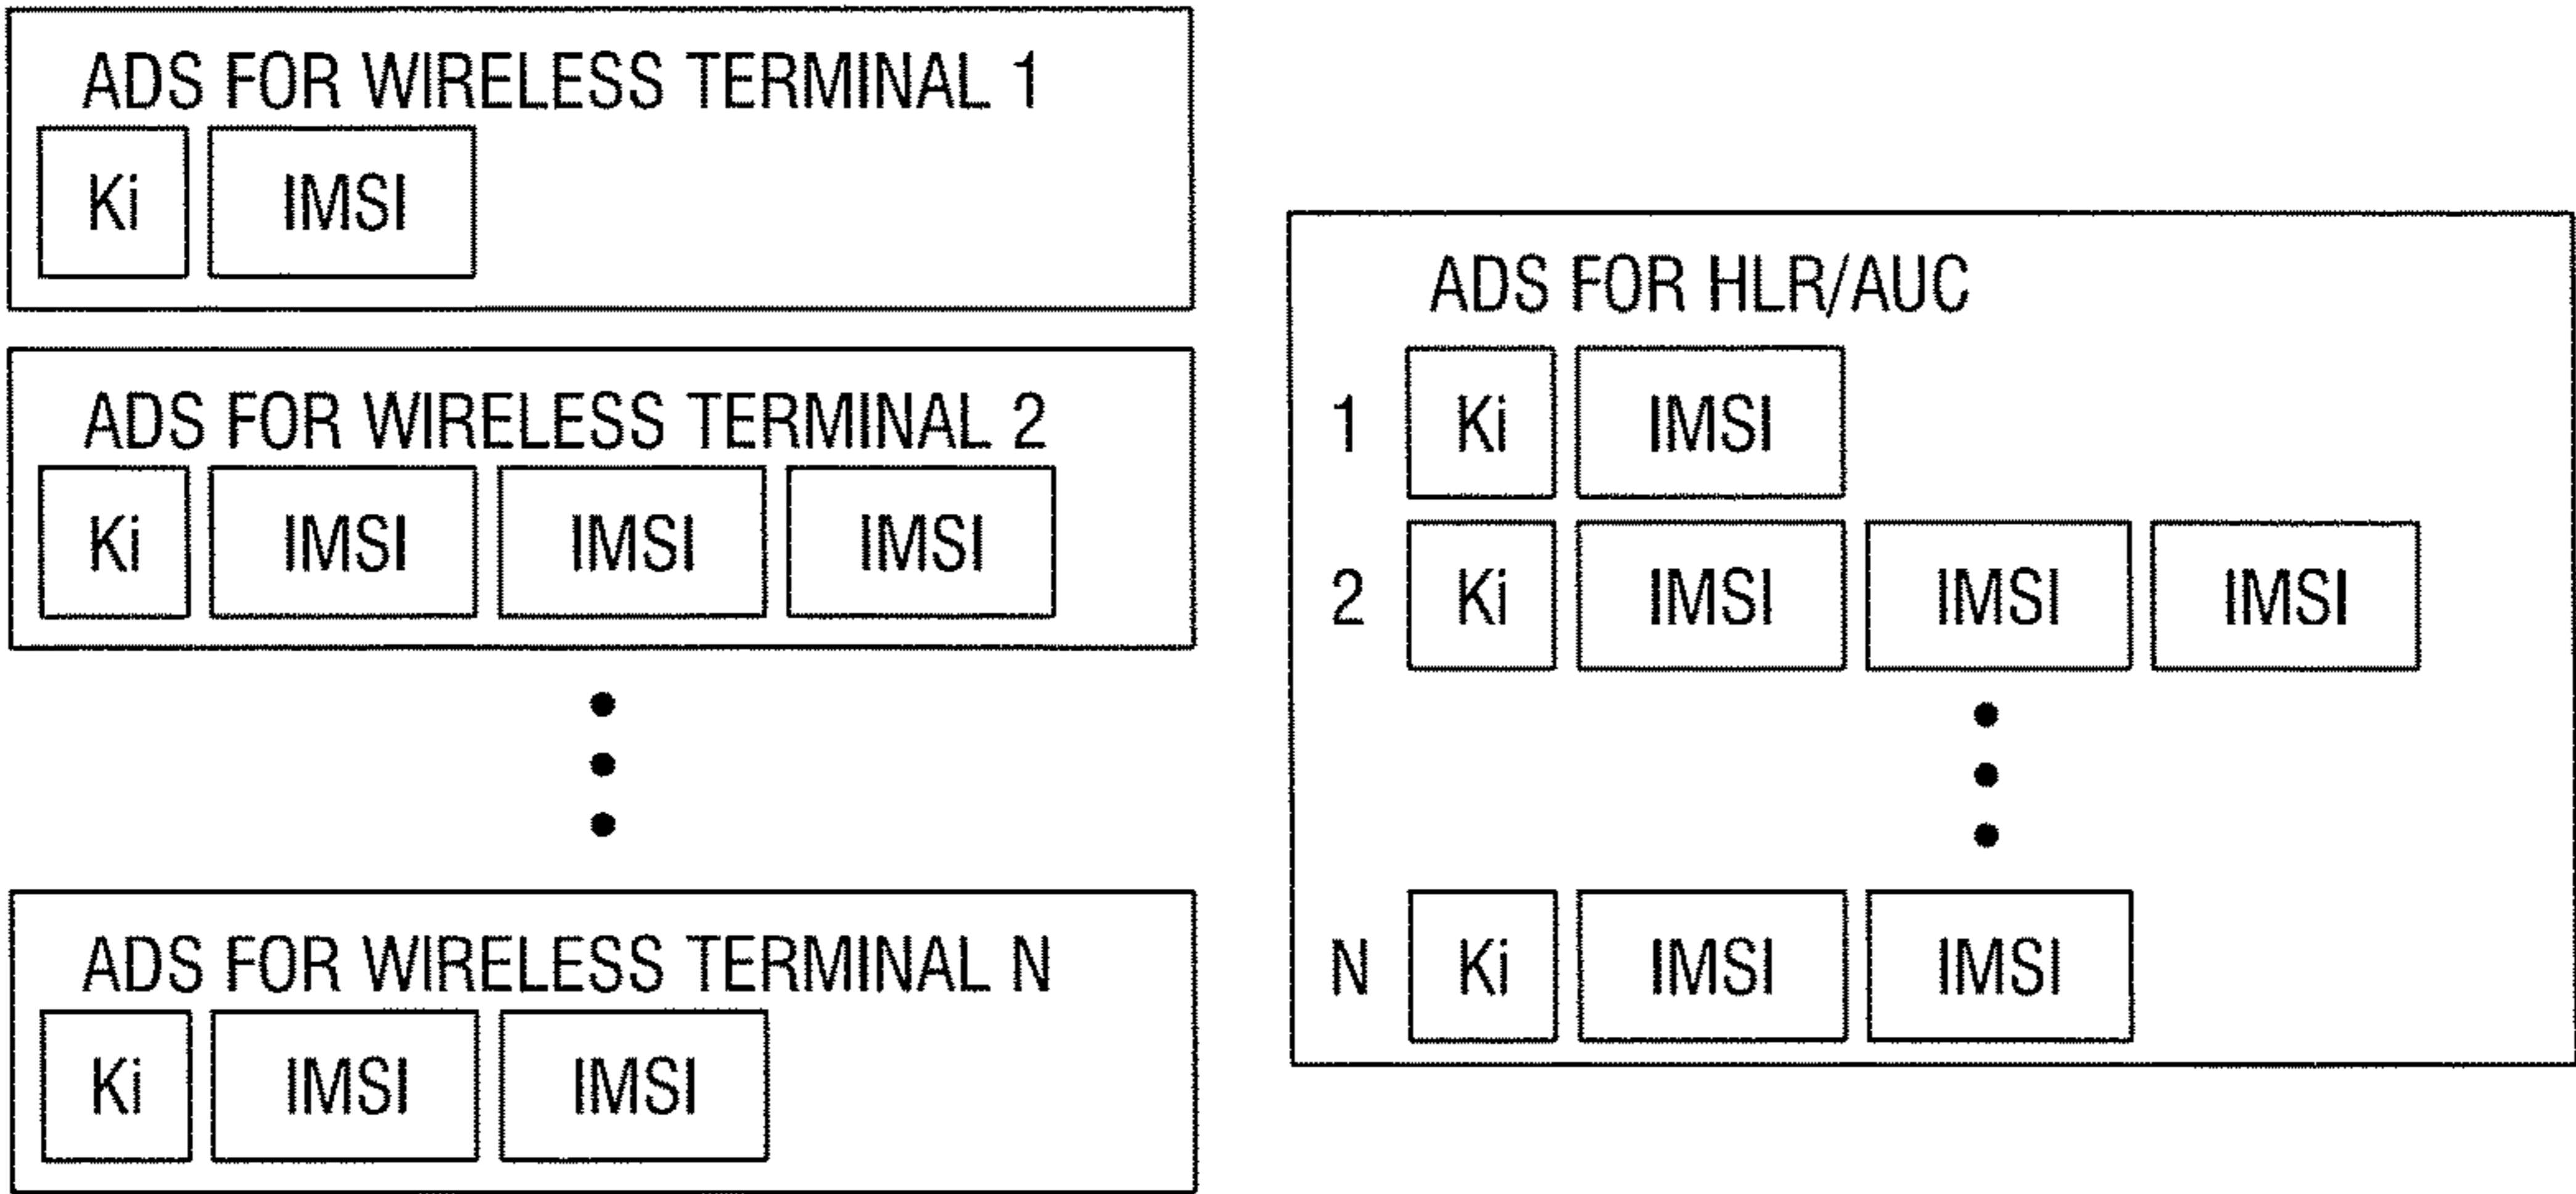 ADS FOR WIRELESS TERMINAL 1
Ki IMSI
ADS FOR WIRELESS TERMINAL 2
Ki IMSI IMSI IMSI
ADS FOR WIRELESS TERMINAL N
Ki IMSI IMSI
ADS FOR HLR/AUC
1 Ki IMSI
2 Ki IMSI IMSI IMSI
N Ki IMSI IMSI